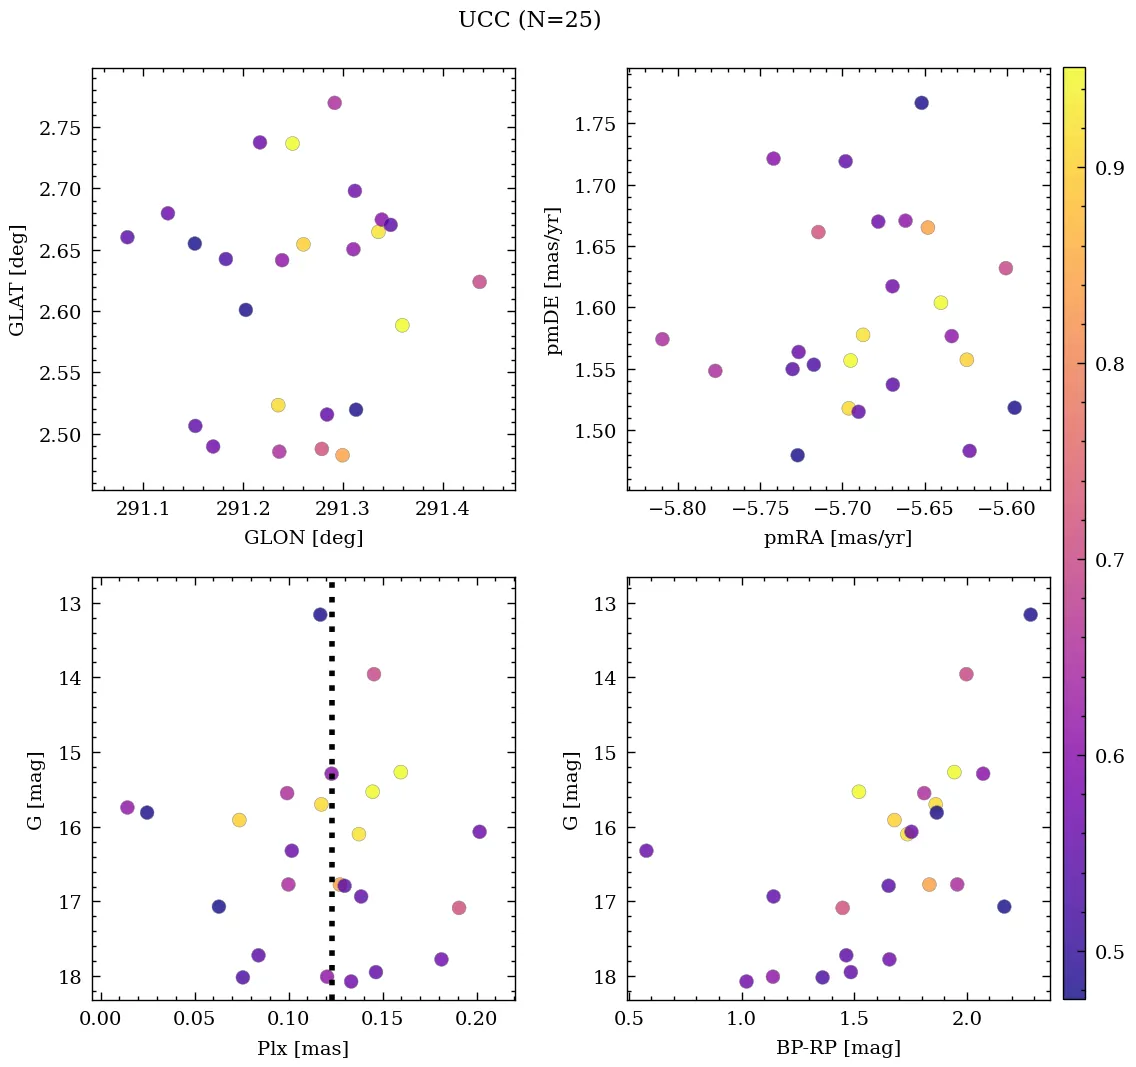 UCC (N=25)
2.75
2.70
2.65
2.60
2.55
2.50
GLAT [deg]
291.1 291.2 291.3 291.4
GLON [deg]
1.75
1.70
1.65
1.60
1.55
1.50
pmDE [mas/yr]
−5.80 −5.75 −5.70 −5.65 −5.60
pmRA [mas/yr]
13
14
15
16
17
18
G [mag]
0.00 0.05 0.10 0.15 0.20
Plx [mas]
13
14
15
16
17
18
G [mag]
0.5 1.0 1.5 2.0
BP-RP [mag]
0.9
0.8
0.7
0.6
0.5